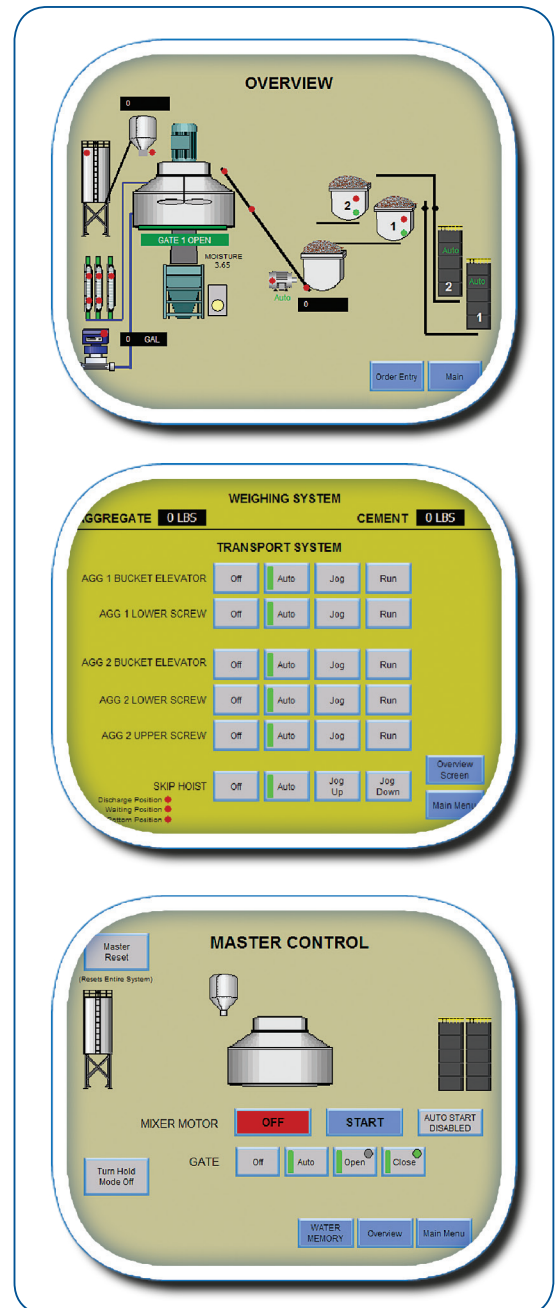 OVERVIEW
0
2
1
GATE 1 OPEN
MOISTURE
3.65
Auto
0
Auto
2
Auto
1
0 GAL
Order Entry
Main
WEIGHING SYSTEM
AGGREGATE 0 LBS
CEMENT 0 LBS
TRANSPORT SYSTEM
AGG 1 BUCKET ELEVATOR Off Auto Jog Run
AGG 1 LOWER SCREW Off Auto Jog Run
AGG 2 BUCKET ELEVATOR Off Auto Jog Run
AGG 2 LOWER SCREW Off Auto Jog Run
AGG 2 UPPER SCREW Off Auto Jog Run
Overview
Screen
SKIP HOIST Off Auto Jog Up Jog Down
Discharge Position
Waiting Position
Bottom Position
Main Menu
Master
Reset
(Resets Entire System)
MASTER CONTROL
MIXER MOTOR OFF START
AUTO START
DISABLED
GATE Off Auto Open Close
Turn Hold
Mode Off
WATER
MEMORY
Overview
Main Menu